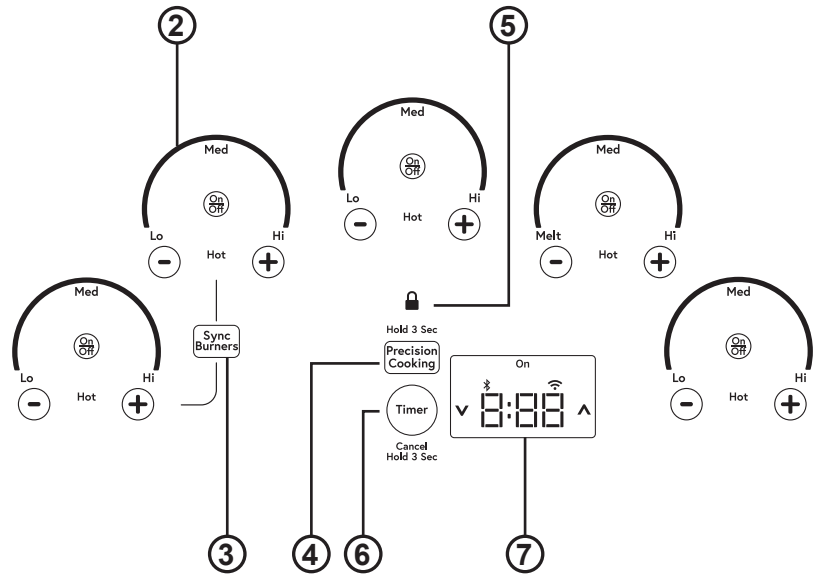 2
5
Med
On
Off
Lo
Hi
Hot
−
+
Med
On
Off
Lo
Hi
Hot
−
+
Med
On
Off
Melt
Hi
Hot
−
+
Med
On
Off
Lo
Hi
Hot
−
+
Sync
Burners
Hold 3 Sec
Precision
Cooking
Timer
Cancel
Hold 3 Sec
On
8:88
Med
On
Off
Lo
Hi
Hot
−
+
3
4
6
7